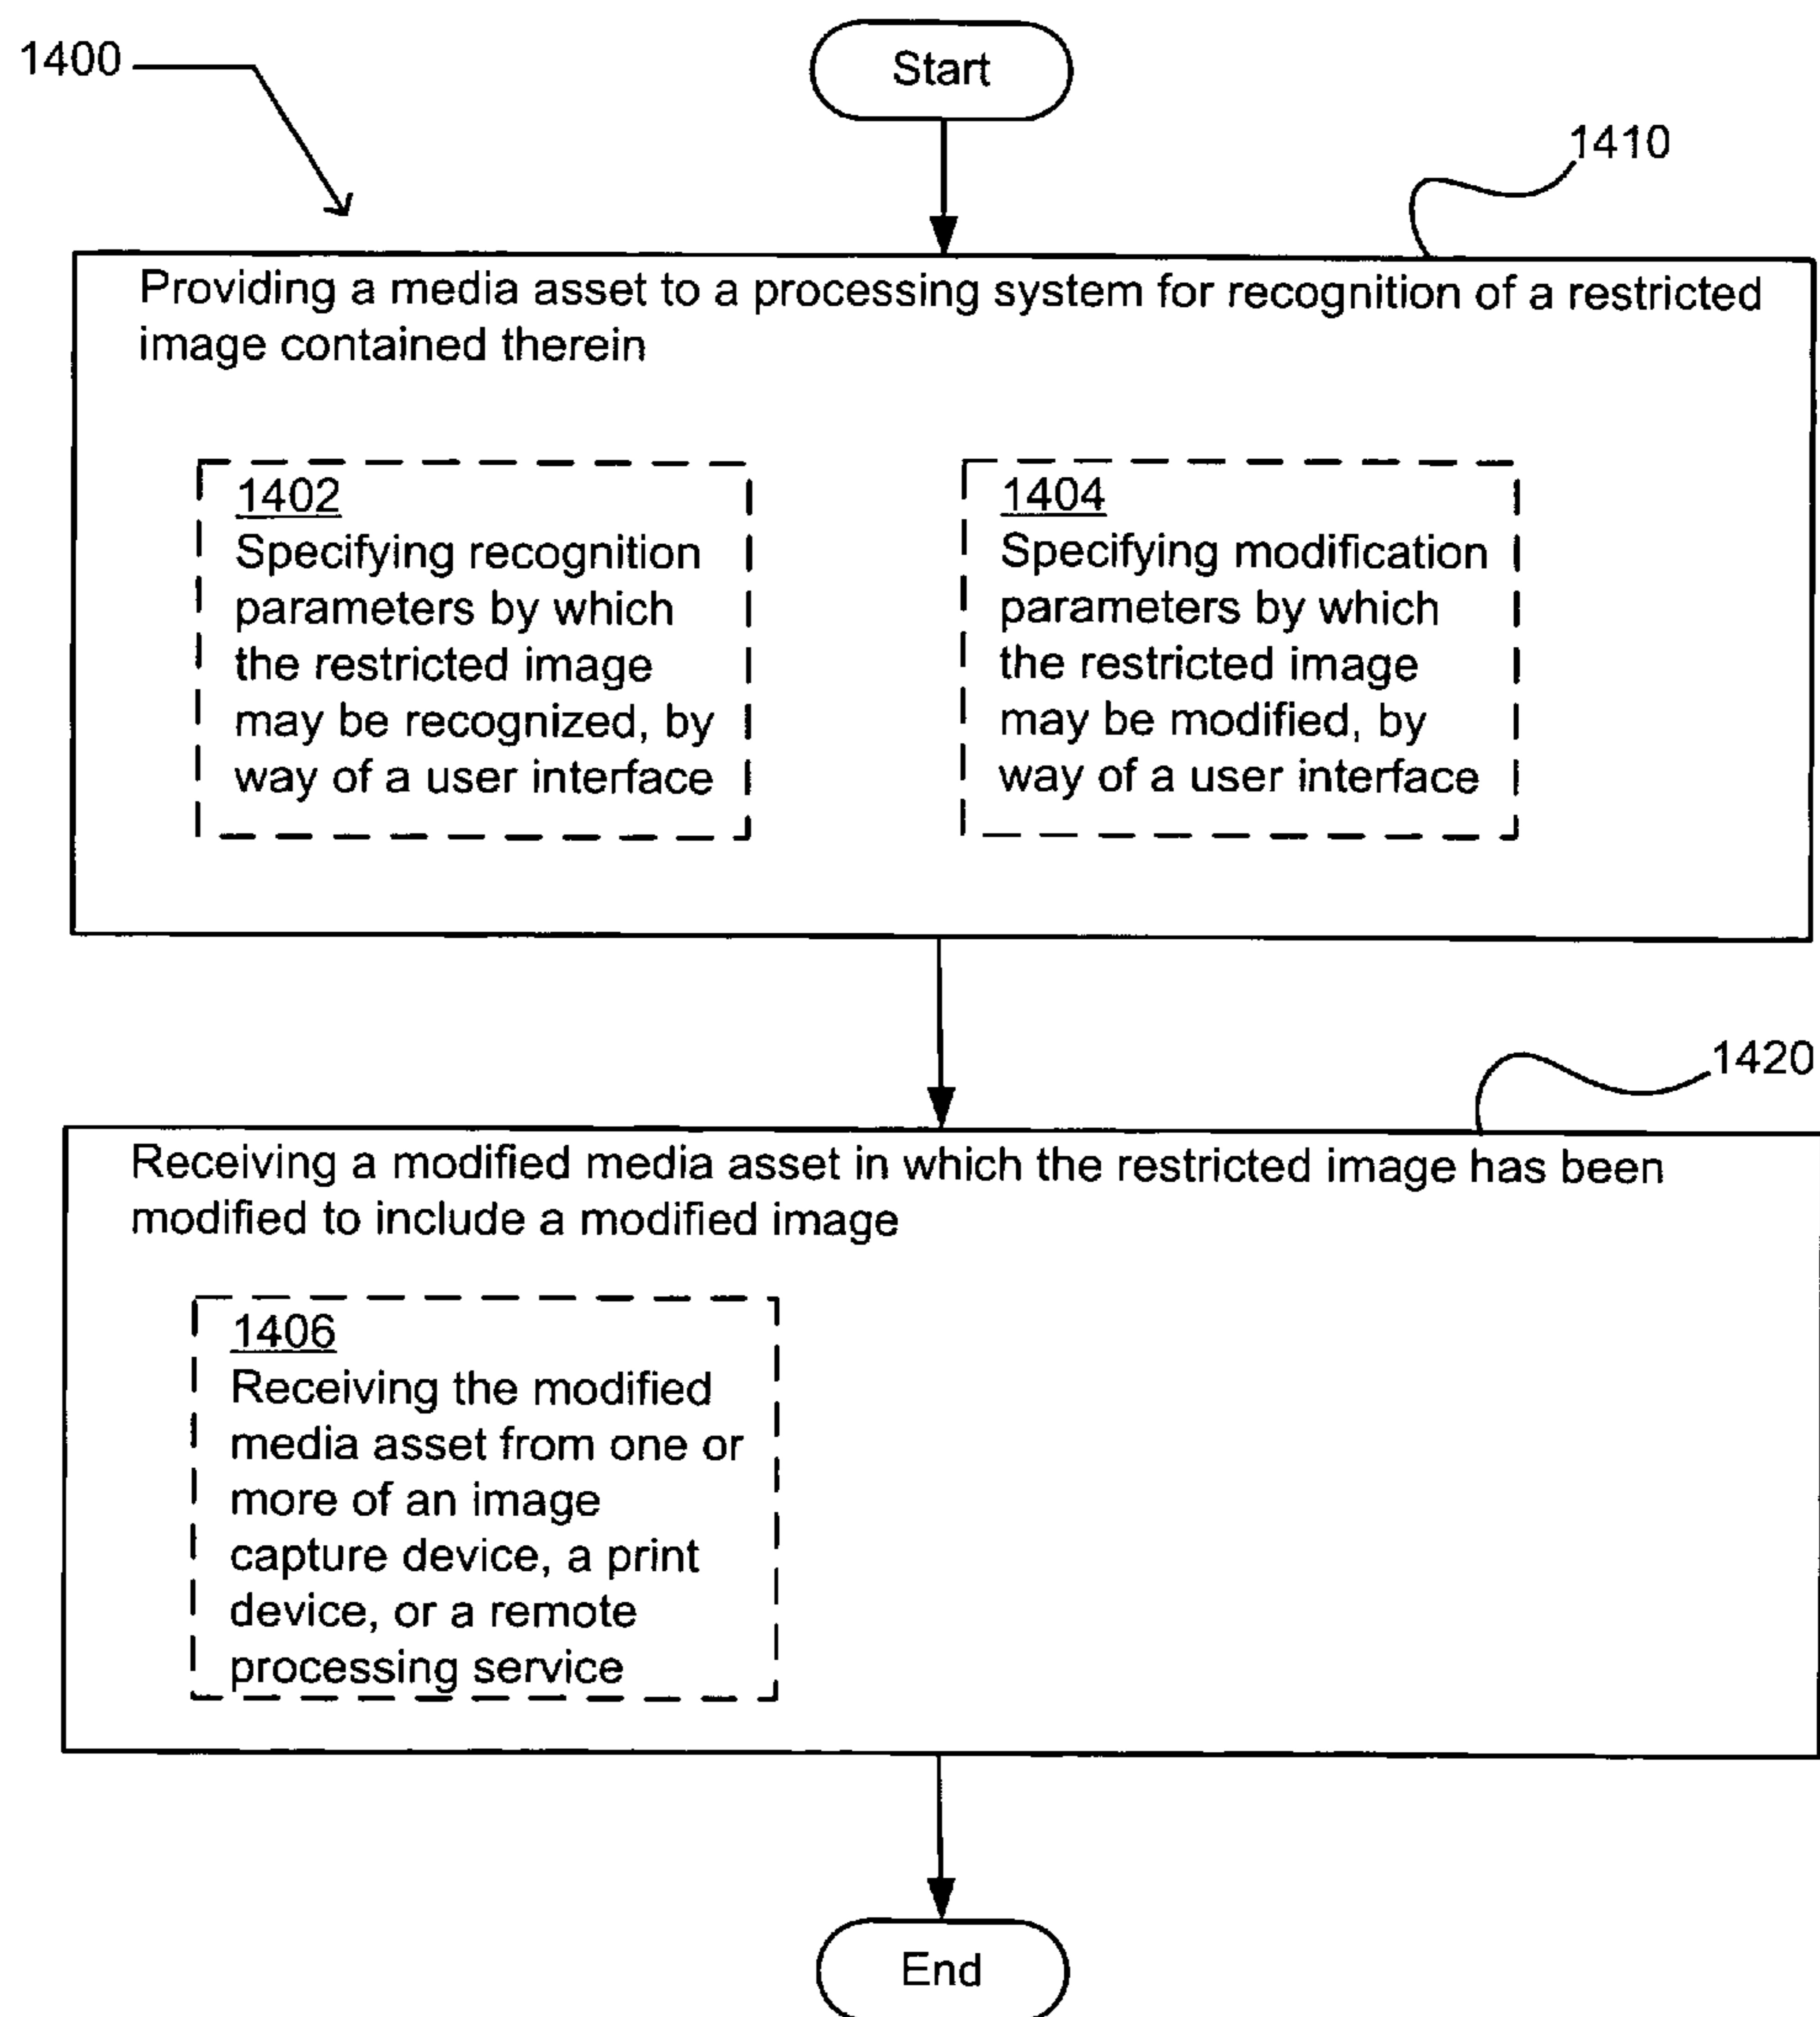 1400
Start
1410
Providing a media asset to a processing system for recognition of a restricted
image contained therein
1402
Specifying recognition
parameters by which
the restricted image
may be recognized, by
way of a user interface
1404
Specifying modification
parameters by which
the restricted image
may be modified, by
way of a user interface
1420
Receiving a modified media asset in which the restricted image has been
modified to include a modified image
1406
Receiving the modified
media asset from one or
more of an image
capture device, a print
device, or a remote
processing service
End